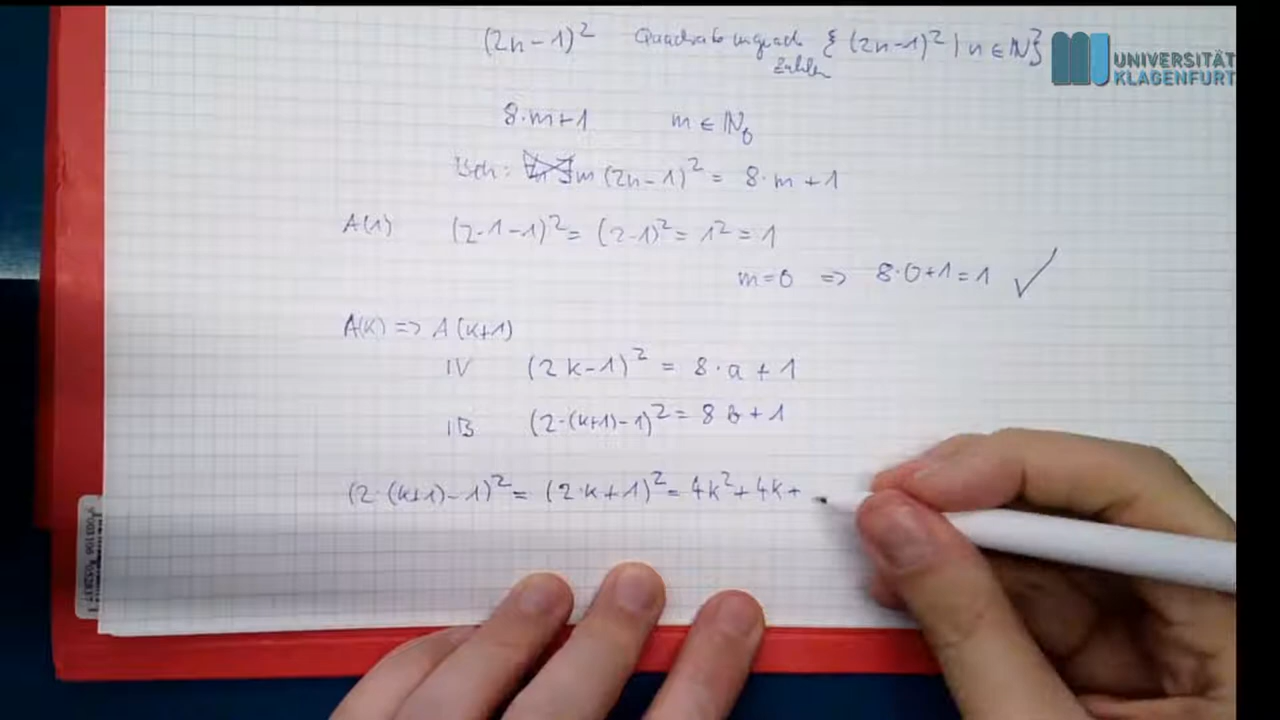 (2n-1)² Quadrate ungerader {(2n-1)² | n ∈ ℕ}
Zahlen
UNIVERSITÄT
KLAGENFURT
8·m+1 m ∈ ℕ₀
Beh: ∃m (2n-1)² = 8·m+1
A(1) (2·1-1)² = (2-1)² = 1² = 1
m=0 => 8·0+1=1 ✓
A(k) => A(k+1)
IV (2k-1)² = 8·a+1
IB (2·(k+1)-1)² = 8b+1
(2·(k+1)-1)² = (2·k+1)² = 4k²+4k+